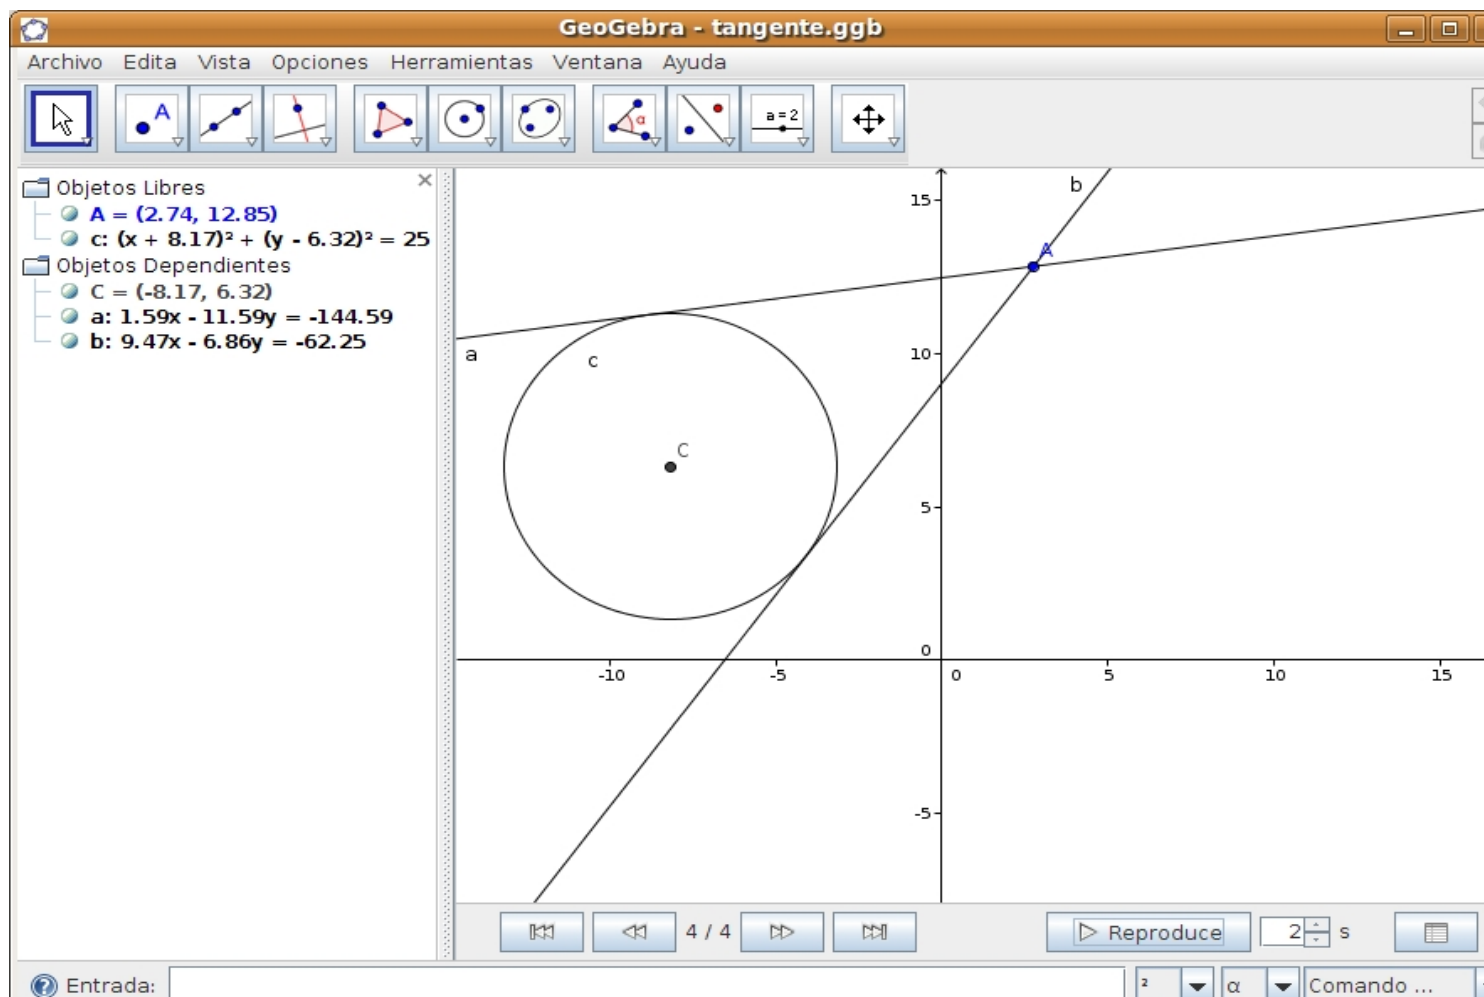 GeoGebra - tangente.ggb
Archivo Edita Vista Opciones Herramientas Ventana Ayuda
A α a = 2
Objetos Libres
A = (2.74, 12.85)
c: (x + 8.17)² + (y - 6.32)² = 25
Objetos Dependientes
C = (-8.17, 6.32)
a: 1.59x - 11.59y = -144.59
b: 9.47x - 6.86y = -62.25
b
15
A
a
c
10
C
5
0
-10 -5 0 5 10 15
-5
4 / 4 Reproduce 2 s
Entrada: ² α Comando ...